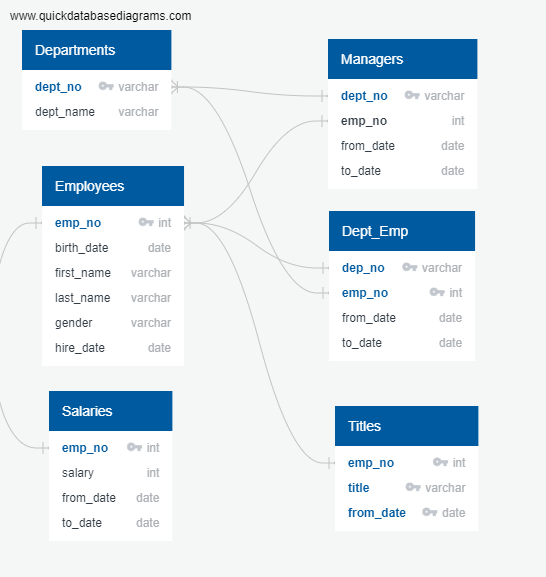 www.quickdatabasediagrams.com
Departments
dept_no varchar
dept_name varchar
Managers
dept_no varchar
emp_no int
from_date date
to_date date
Employees
emp_no int
birth_date date
first_name varchar
last_name varchar
gender varchar
hire_date date
Dept_Emp
dep_no varchar
emp_no int
from_date date
to_date date
Salaries
emp_no int
salary int
from_date date
to_date date
Titles
emp_no int
title varchar
from_date date